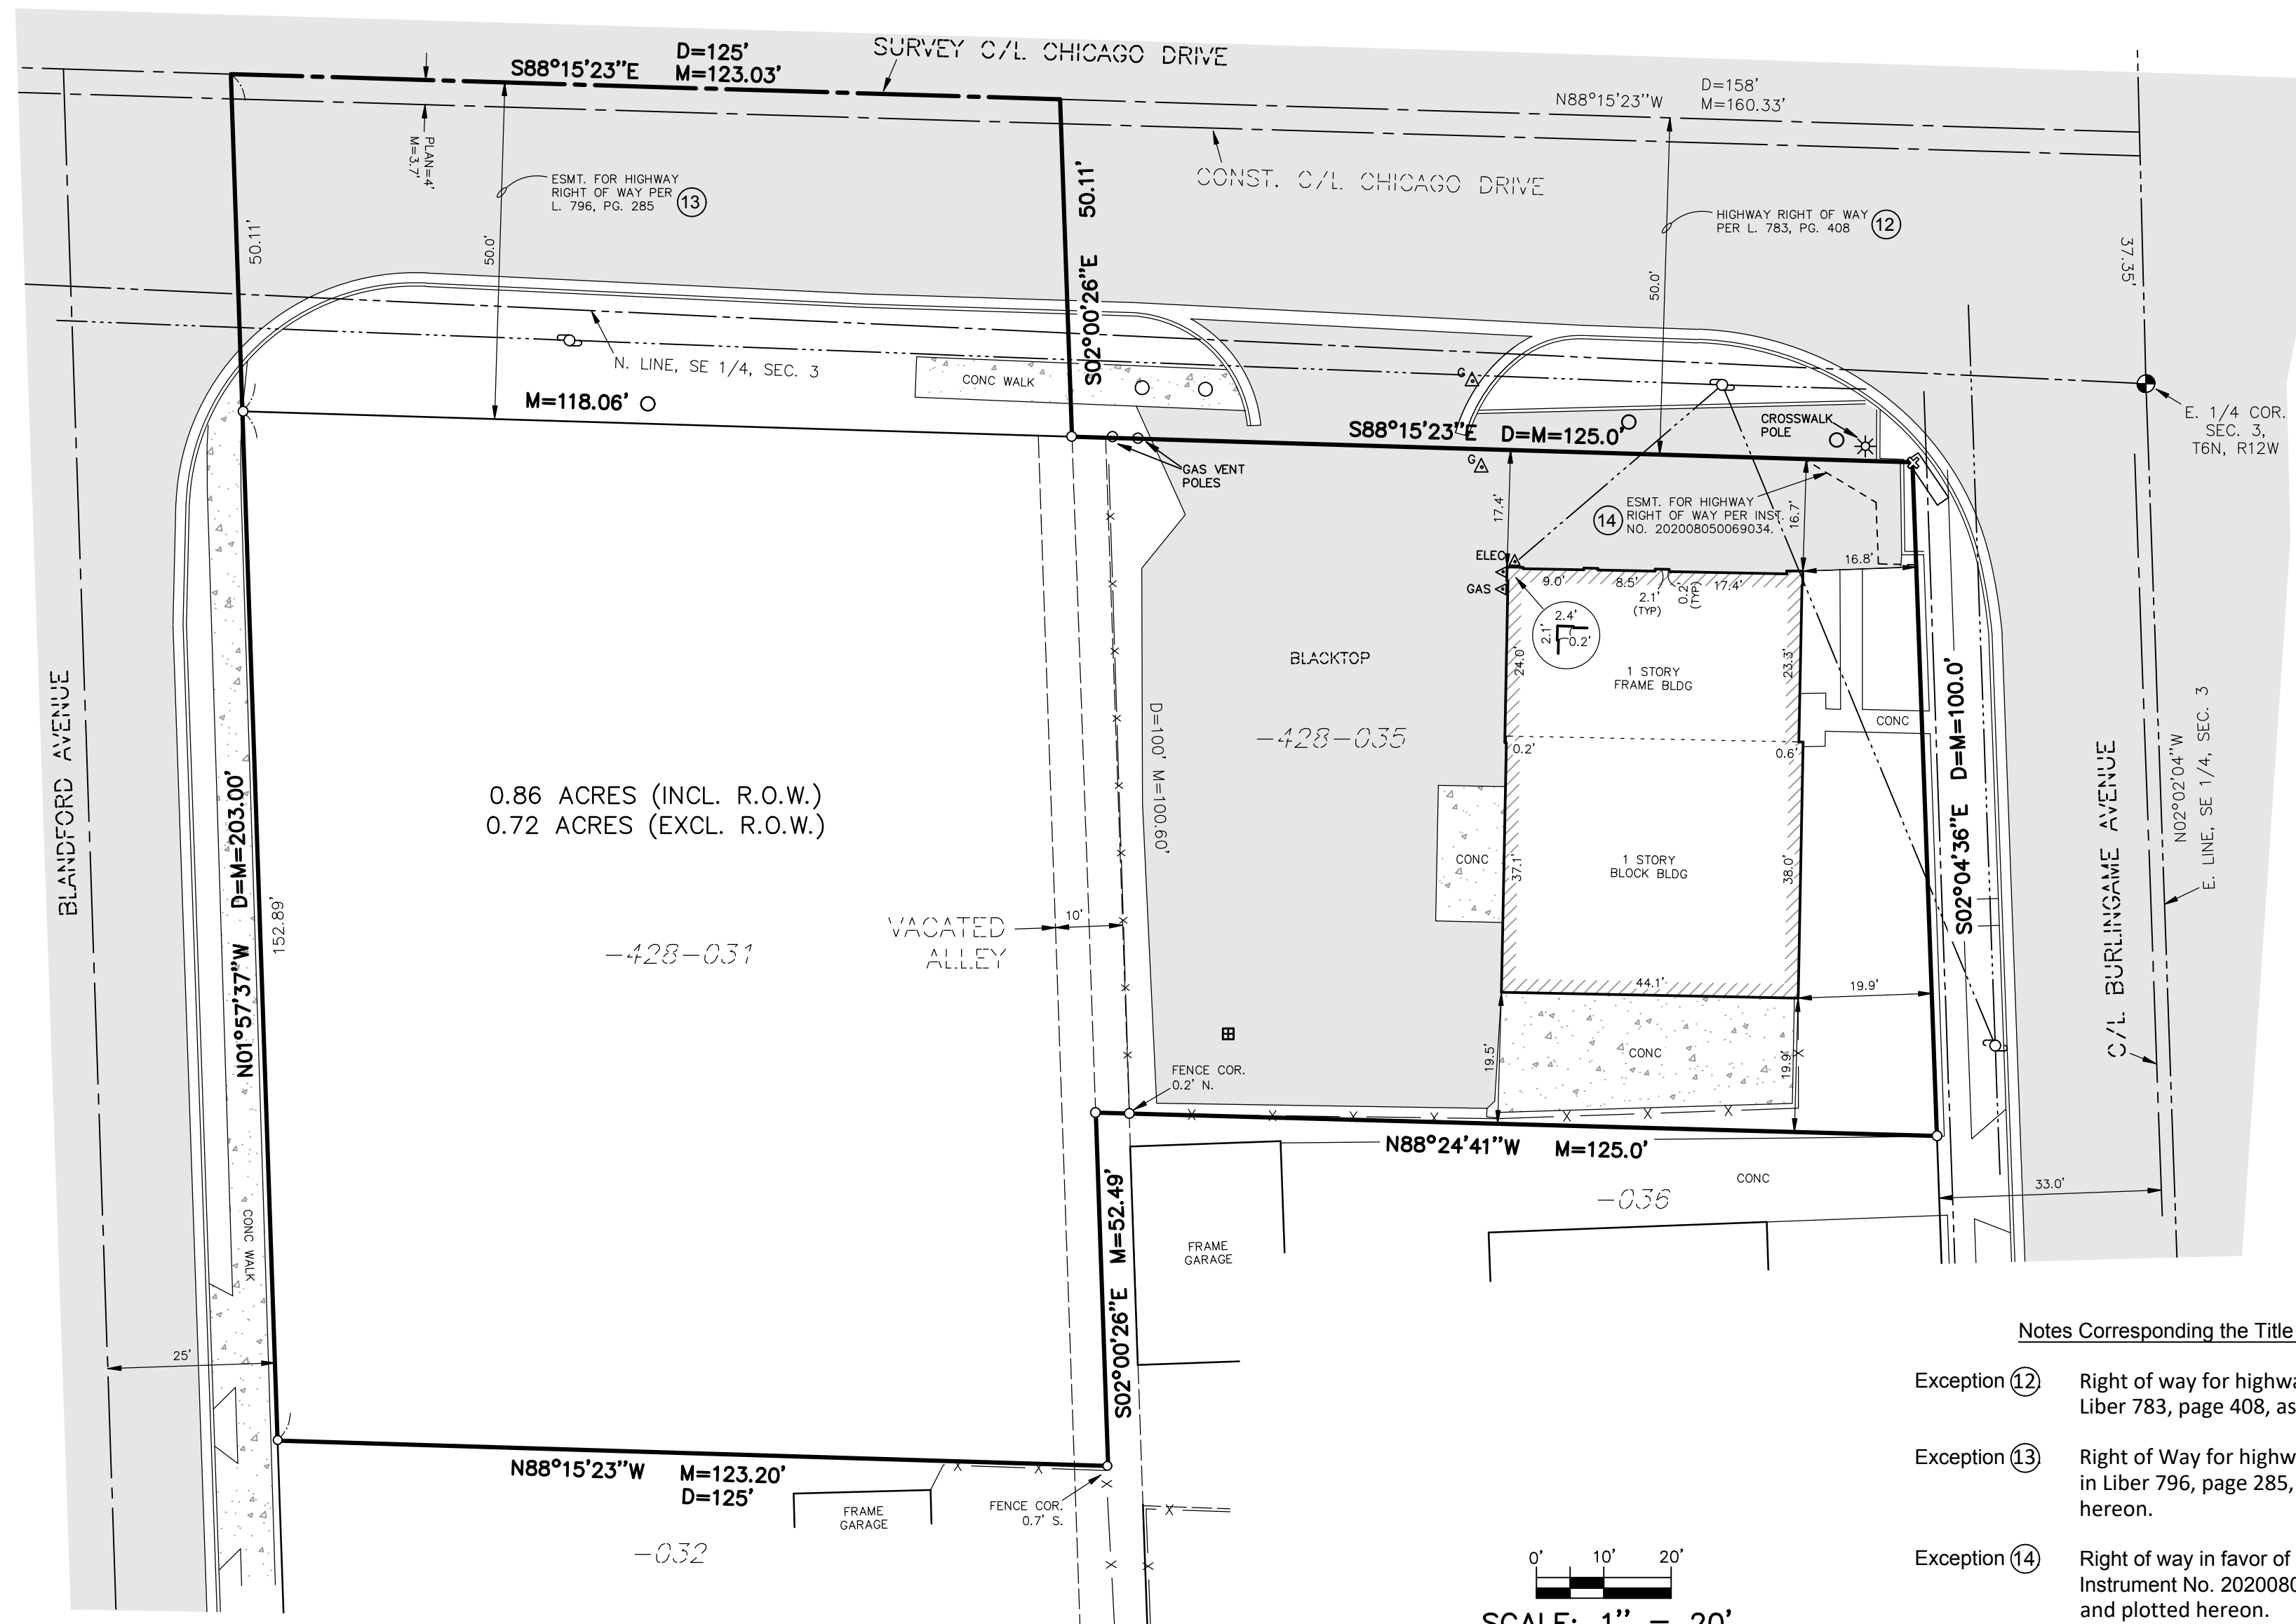 D=125'
S88°15'23"E M=123.03'
SURVEY C/L CHICAGO DRIVE
D=158'
N88°15'23"W M=160.33'
PLAN=4'
M=3.7'
ESMT. FOR HIGHWAY
RIGHT OF WAY PER
L. 796, PG. 285
13
50.11'
50.0'
S02°00'26"E 50.11'
CONST. C/L CHICAGO DRIVE
HIGHWAY RIGHT OF WAY
PER L. 783, PG. 408
12
50.0'
37.35'
N. LINE, SE 1/4, SEC. 3
CONC WALK
M=118.06'
G
S88°15'23"E D=M=125.0'
CROSSWALK
POLE
E. 1/4 COR.
SEC. 3,
T6N, R12W
GAS VENT
POLES
G
17.4'
ESMT. FOR HIGHWAY
RIGHT OF WAY PER INST.
NO. 202008050069034.
14
16.7'
ELEC
GAS
16.8'
9.0'
8.5'
2.1'
(TYP)
0.2'
(TYP)
17.4'
2.4'
2.1'
0.2'
24.0'
23.3'
1 STORY
FRAME BLDG
BLACKTOP
-428-035
0.2'
0.6'
CONC
D=100' M=100.60'
BLANDFORD AVENUE
N01°57'37"W D=M=203.00'
152.89'
0.86 ACRES (INCL. R.O.W.)
0.72 ACRES (EXCL. R.O.W.)
-428-031
VACATED
ALLEY
10'
CONC
37.1'
1 STORY
BLOCK BLDG
38.0'
44.1'
19.9'
S02°04'36"E D=M=100.0'
C/L BURLINGAME AVENUE
N02°02'04"W
E. LINE, SE 1/4, SEC. 3
19.5'
CONC
19.9'
FENCE COR.
0.2' N.
N88°24'41"W M=125.0'
CONC
-036
33.0'
FRAME
GARAGE
S02°00'26"E M=52.49'
CONC WALK
25'
N88°15'23"W M=123.20'
D=125'
FRAME
GARAGE
FENCE COR.
0.7' S.
-032
0' 10' 20'
SCALE: 1" = 20'
Notes Corresponding the Title
Exception 12. Right of way for highwa
Liber 783, page 408, as
Exception 13. Right of Way for highw
in Liber 796, page 285,
hereon.
Exception 14 Right of way in favor of
Instrument No. 2020080
and plotted hereon.